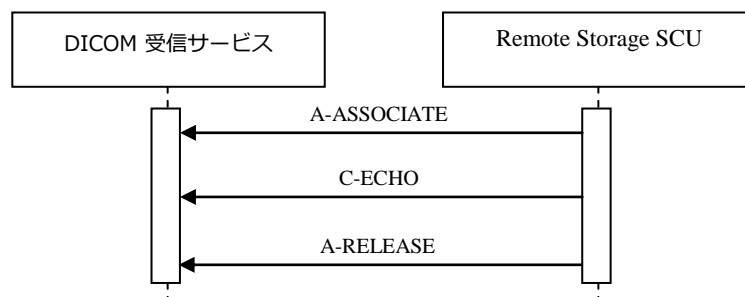 DICOM 受信サービス
Remote Storage SCU
A-ASSOCIATE
C-ECHO
A-RELEASE